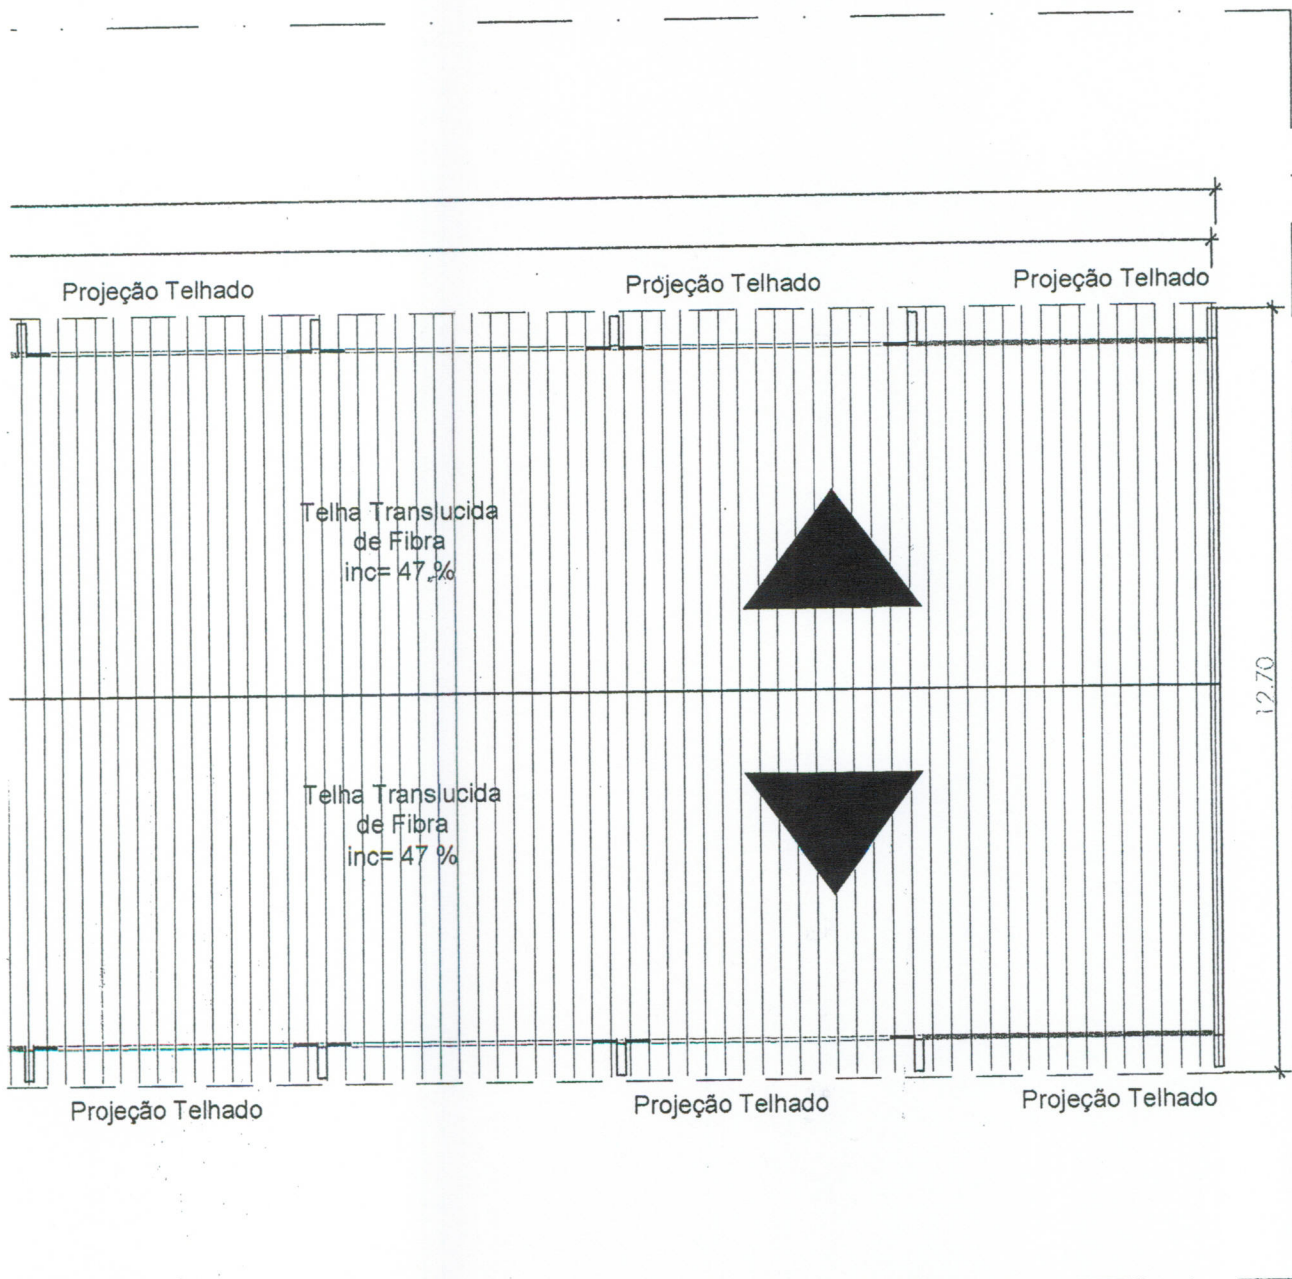 Projeção Telhado
Projeção Telhado
Projeção Telhado
Telha Translucida
de Fibra
inc= 47 %
12.70
Telha Translucida
de Fibra
inc= 47 %
Projeção Telhado
Projeção Telhado
Projeção Telhado